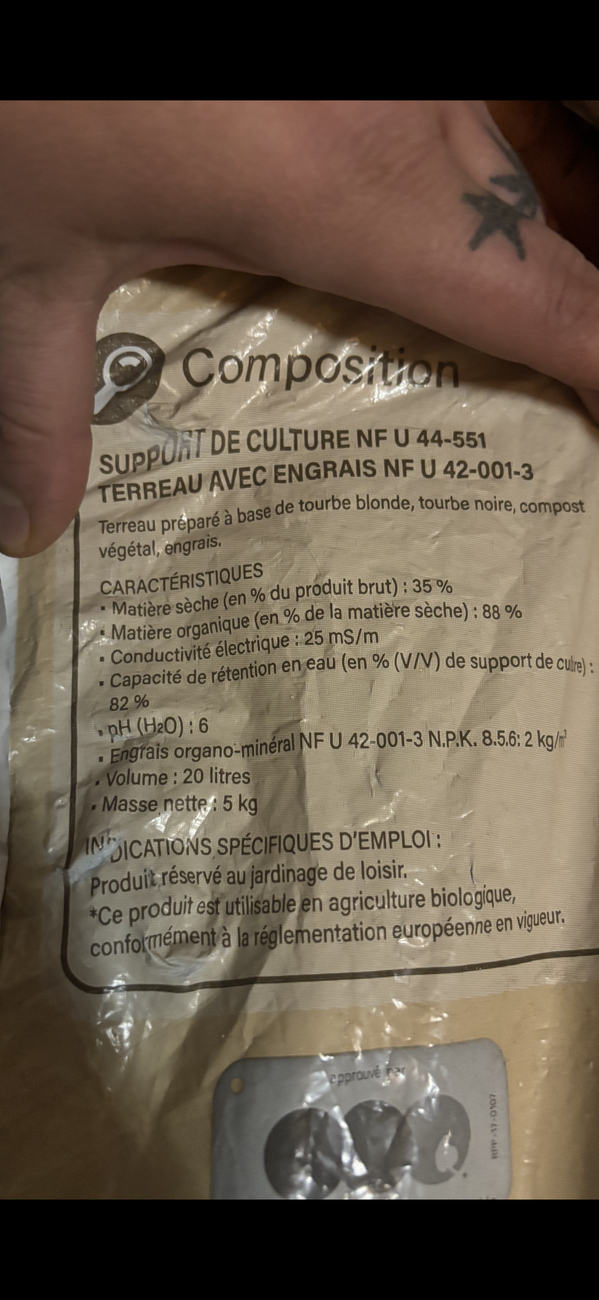 Composition
SUPPORT DE CULTURE NF U 44-551
TERREAU AVEC ENGRAIS NF U 42-001-3
Terreau préparé à base de tourbe blonde, tourbe noire, compost
végétal, engrais.
CARACTÉRISTIQUES
▪ Matière sèche (en % du produit brut) : 35 %
▪ Matière organique (en % de la matière sèche) : 88 %
▪ Conductivité électrique : 25 mS/m
▪ Capacité de rétention en eau (en % (V/V) de support de culture) :
82 %
▪ pH (H2O) : 6
▪ Engrais organo-minéral NF U 42-001-3 N.P.K. 8.5.6: 2 kg/m³
▪ Volume : 20 litres
▪ Masse nette : 5 kg
INDICATIONS SPÉCIFIQUES D'EMPLOI :
Produit réservé au jardinage de loisir.
*Ce produit est utilisable en agriculture biologique,
conformément à la réglementation européenne en vigueur.
approuvé par